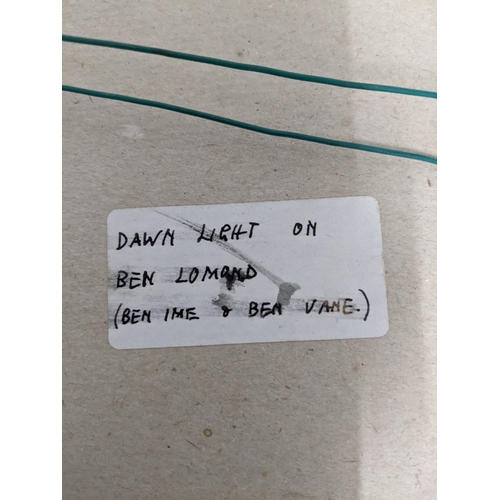 DAWN LIGHT ON
BEN LOMOND
(BEN IME & BEN VANE.)